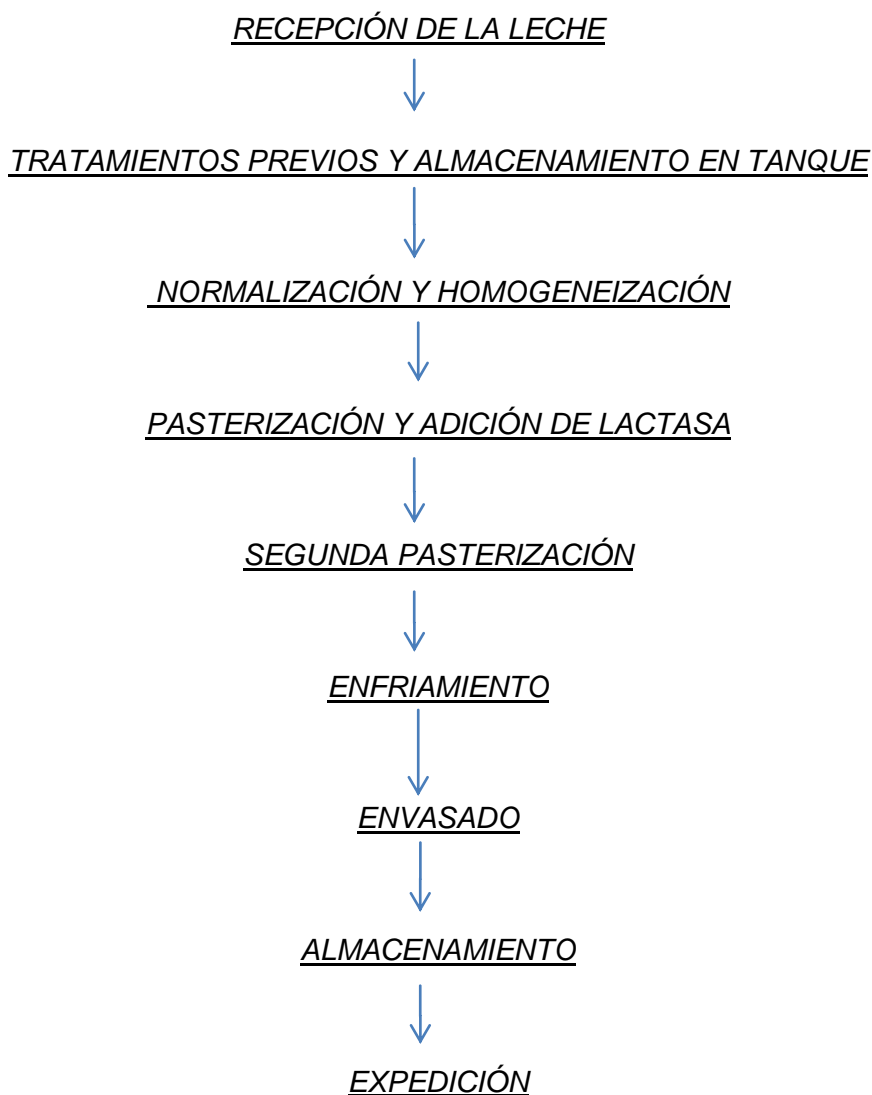 RECEPCIÓN DE LA LECHE
TRATAMIENTOS PREVIOS Y ALMACENAMIENTO EN TANQUE
NORMALIZACIÓN Y HOMOGENEIZACIÓN
PASTERIZACIÓN Y ADICIÓN DE LACTASA
SEGUNDA PASTERIZACIÓN
ENFRIAMIENTO
ENVASADO
ALMACENAMIENTO
EXPEDICIÓN